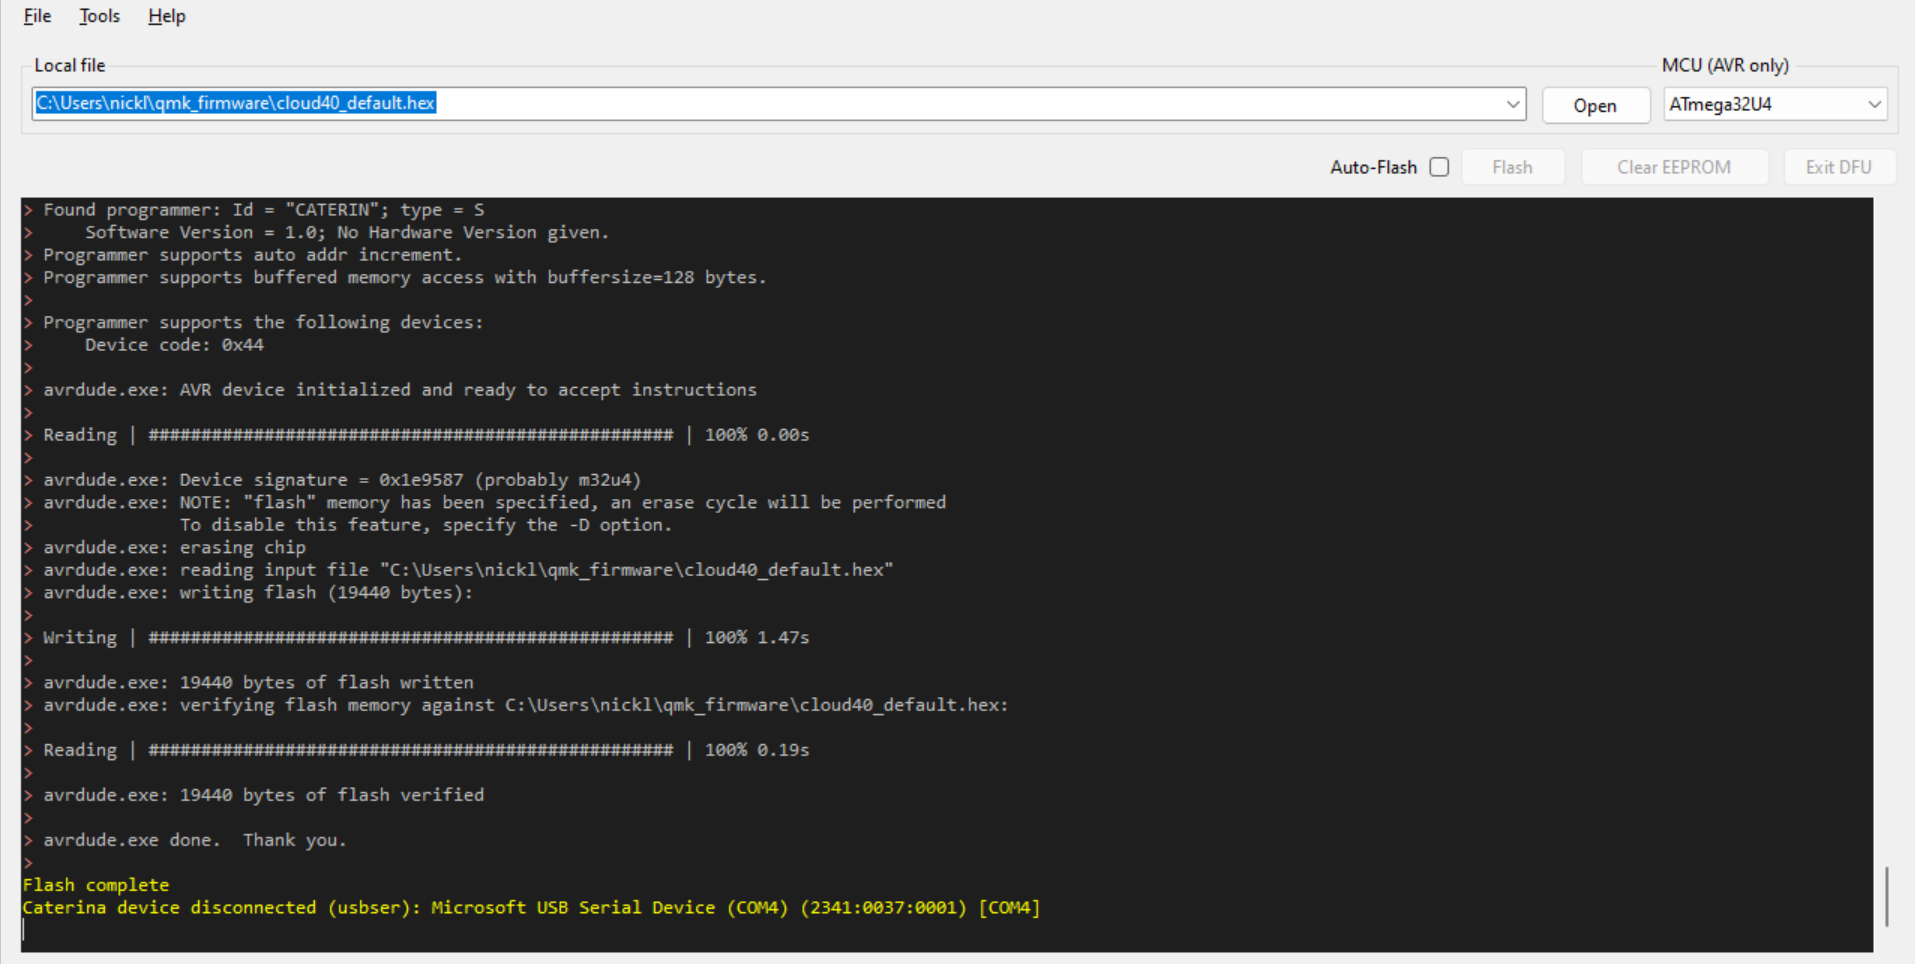 File Tools Help
Local file
MCU (AVR only)
C:\Users\nickl\qmk_firmware\cloud40_default.hex
Open
ATmega32U4
Auto-Flash
Flash
Clear EEPROM
Exit DFU
> Found programmer: Id = "CATERIN"; type = S
>     Software Version = 1.0; No Hardware Version given.
> Programmer supports auto addr increment.
> Programmer supports buffered memory access with buffersize=128 bytes.
>
> Programmer supports the following devices:
>     Device code: 0x44
>
> avrdude.exe: AVR device initialized and ready to accept instructions
>
> Reading | ################################################## | 100% 0.00s
>
> avrdude.exe: Device signature = 0x1e9587 (probably m32u4)
> avrdude.exe: NOTE: "flash" memory has been specified, an erase cycle will be performed
>              To disable this feature, specify the -D option.
> avrdude.exe: erasing chip
> avrdude.exe: reading input file "C:\Users\nickl\qmk_firmware\cloud40_default.hex"
> avrdude.exe: writing flash (19440 bytes):
>
> Writing | ################################################## | 100% 1.47s
>
> avrdude.exe: 19440 bytes of flash written
> avrdude.exe: verifying flash memory against C:\Users\nickl\qmk_firmware\cloud40_default.hex:
>
> Reading | ################################################## | 100% 0.19s
>
> avrdude.exe: 19440 bytes of flash verified
>
> avrdude.exe done.  Thank you.
>
Flash complete
Caterina device disconnected (usbser): Microsoft USB Serial Device (COM4) (2341:0037:0001) [COM4]